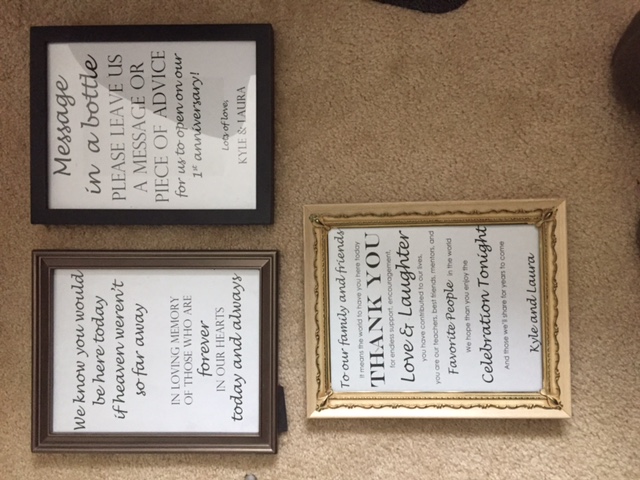 Message
in a bottle
PLEASE LEAVE US
A MESSAGE OR
PIECE OF ADVICE
for us to open on our
1st anniversary!
Lots of love,
KYLE & LAURA
We know you would
be here today
if heaven weren't
so far away
IN LOVING MEMORY
OF THOSE WHO ARE
forever
IN OUR HEARTS
today and always
To our family and friends
it means the world to have you here today
THANK YOU
for endless support, encouragement,
Love & Laughter
you have contributed to our lives,
you are our teachers, best friends, mentors, and
Favorite People in the world
We hope than you enjoy the
Celebration Tonight
And those we'll share for years to come
Kyle and Laura